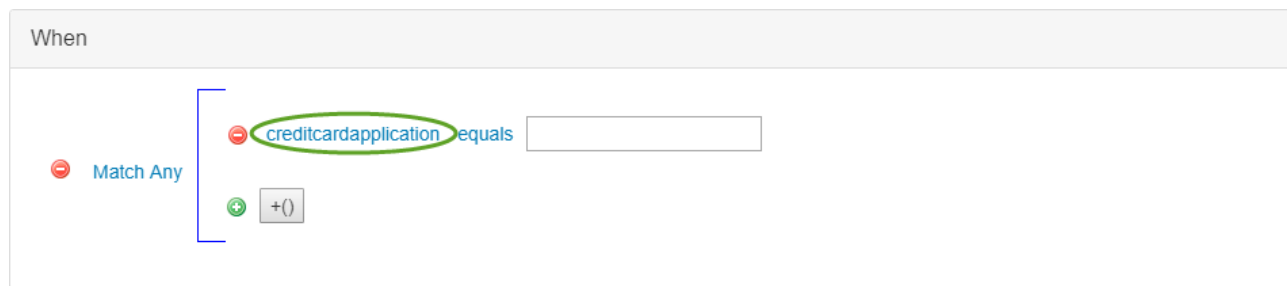 When
creditcardapplication equals
Match Any
+()